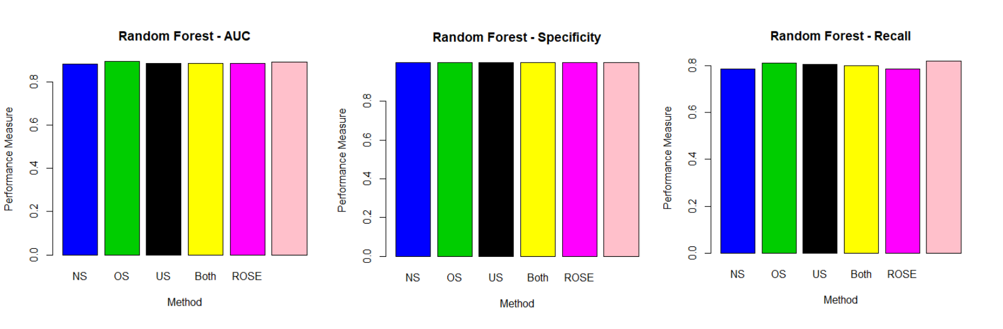 Random Forest - AUC
Performance Measure
0.0 0.2 0.4 0.6 0.8
NS OS US Both ROSE
Method
Random Forest - Specificity
Performance Measure
0.0 0.2 0.4 0.6 0.8
NS OS US Both ROSE
Method
Random Forest - Recall
Performance Measure
0.0 0.2 0.4 0.6 0.8
NS OS US Both ROSE
Method